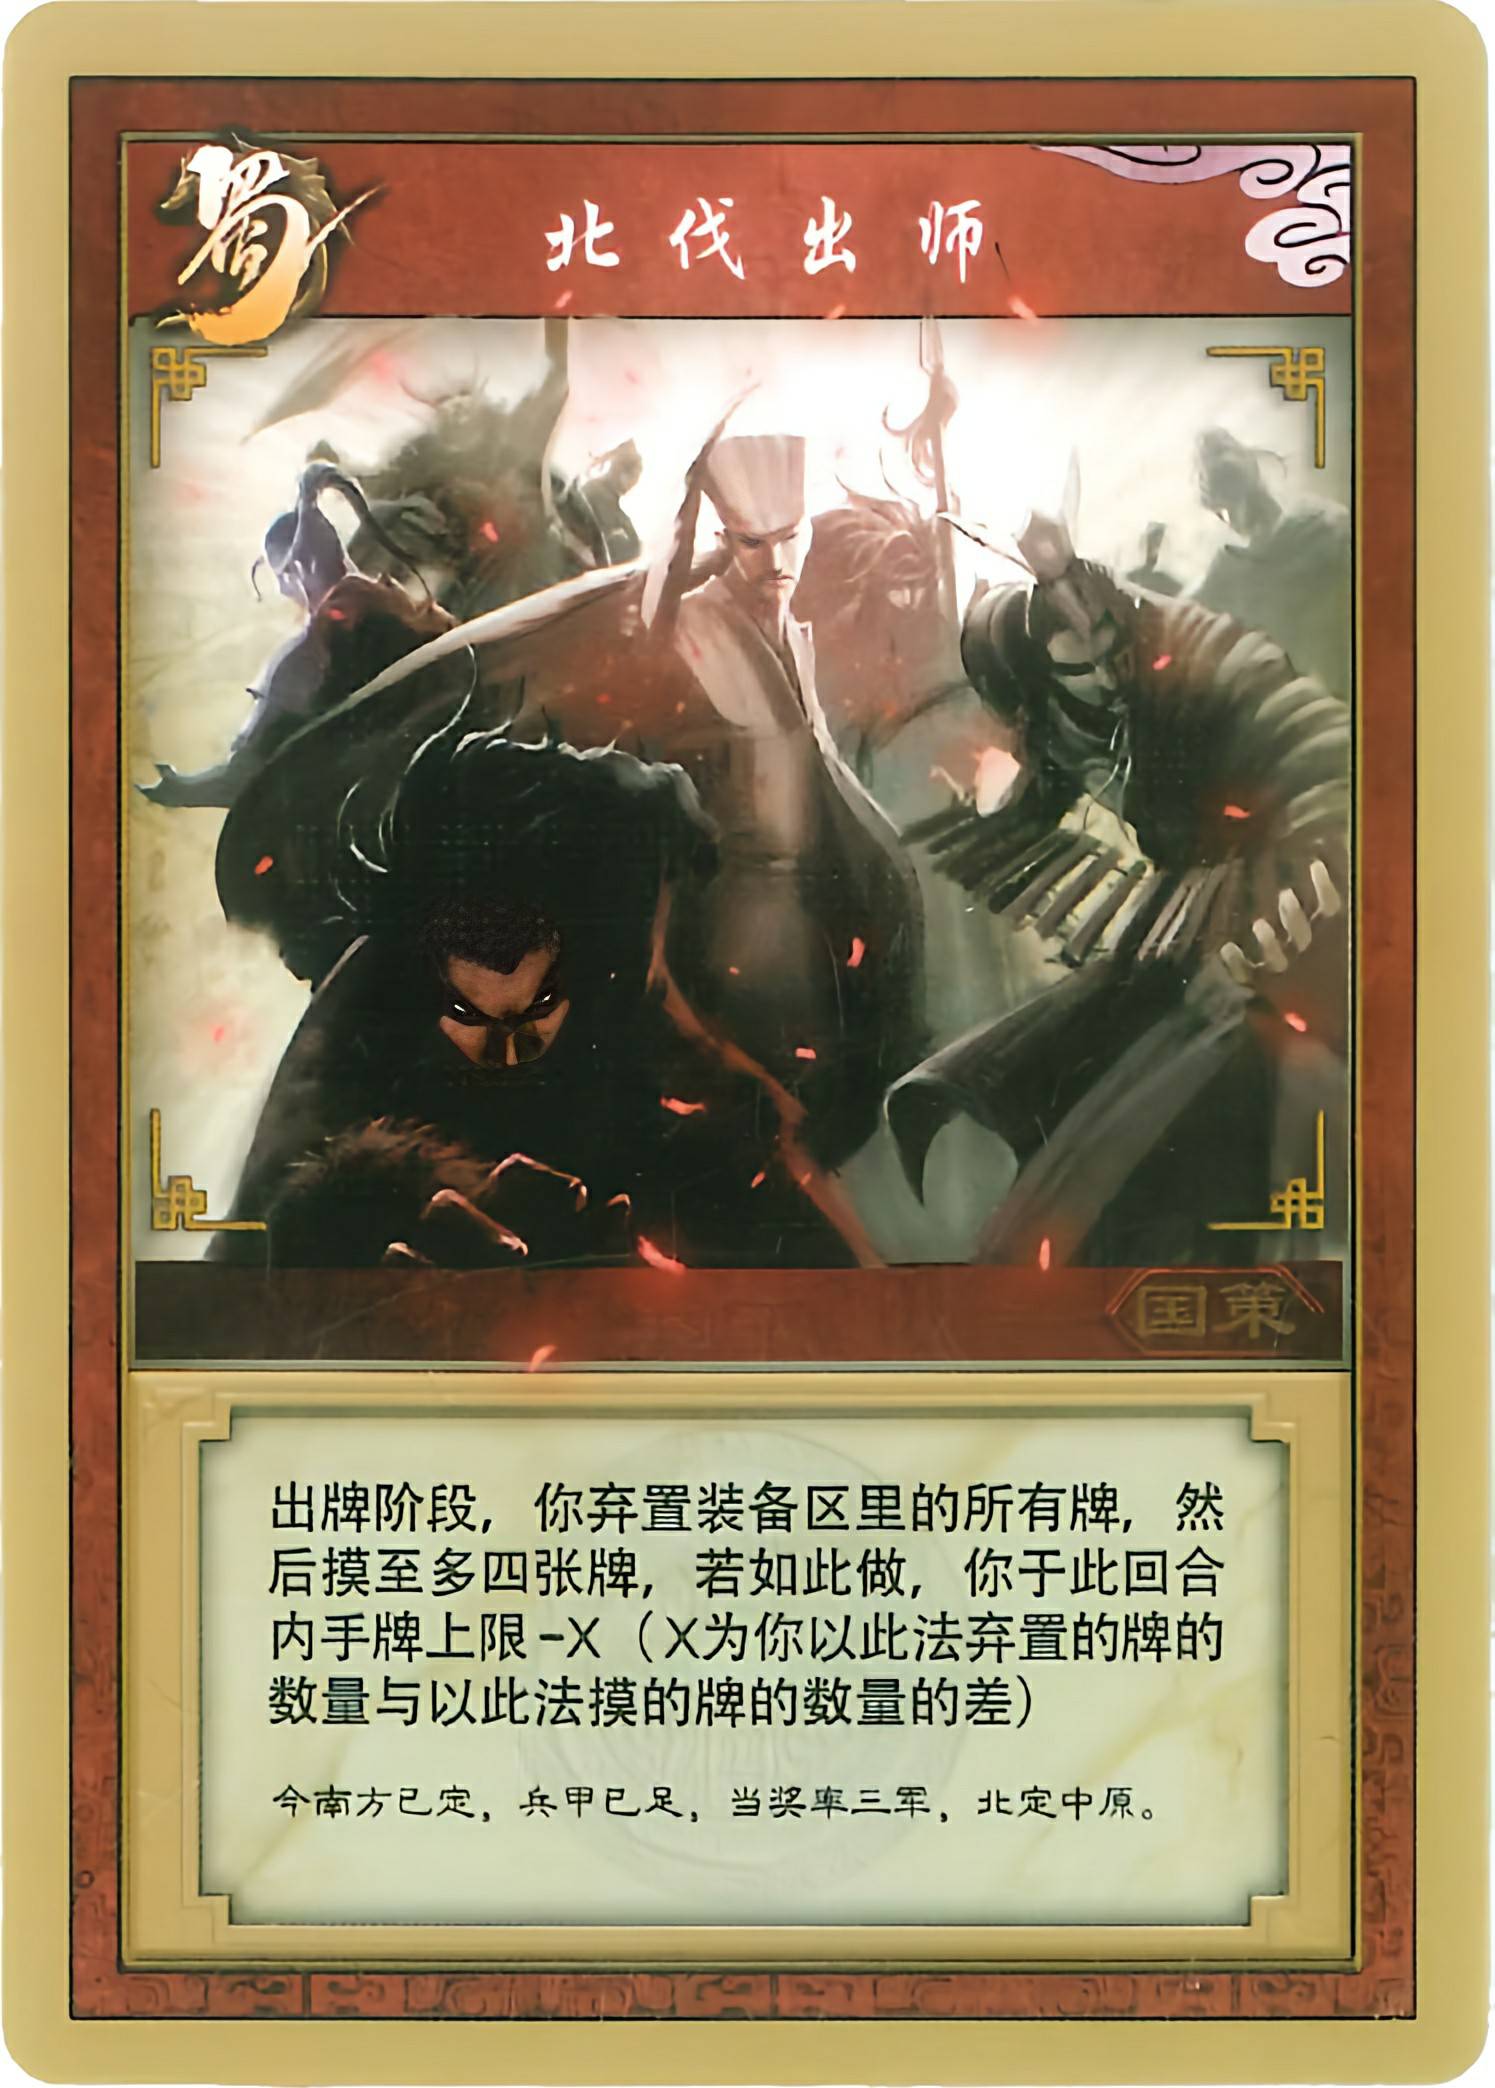 蜀
北伐出师
国策
出牌阶段，你弃置装备区里的所有牌，然
后摸至多四张牌，若如此做，你于此回合
内手牌上限-X（X为你以此法弃置的牌的
数量与以此法摸的牌的数量的差）
今南方已定，兵甲已足，当奖率三军，北定中原。